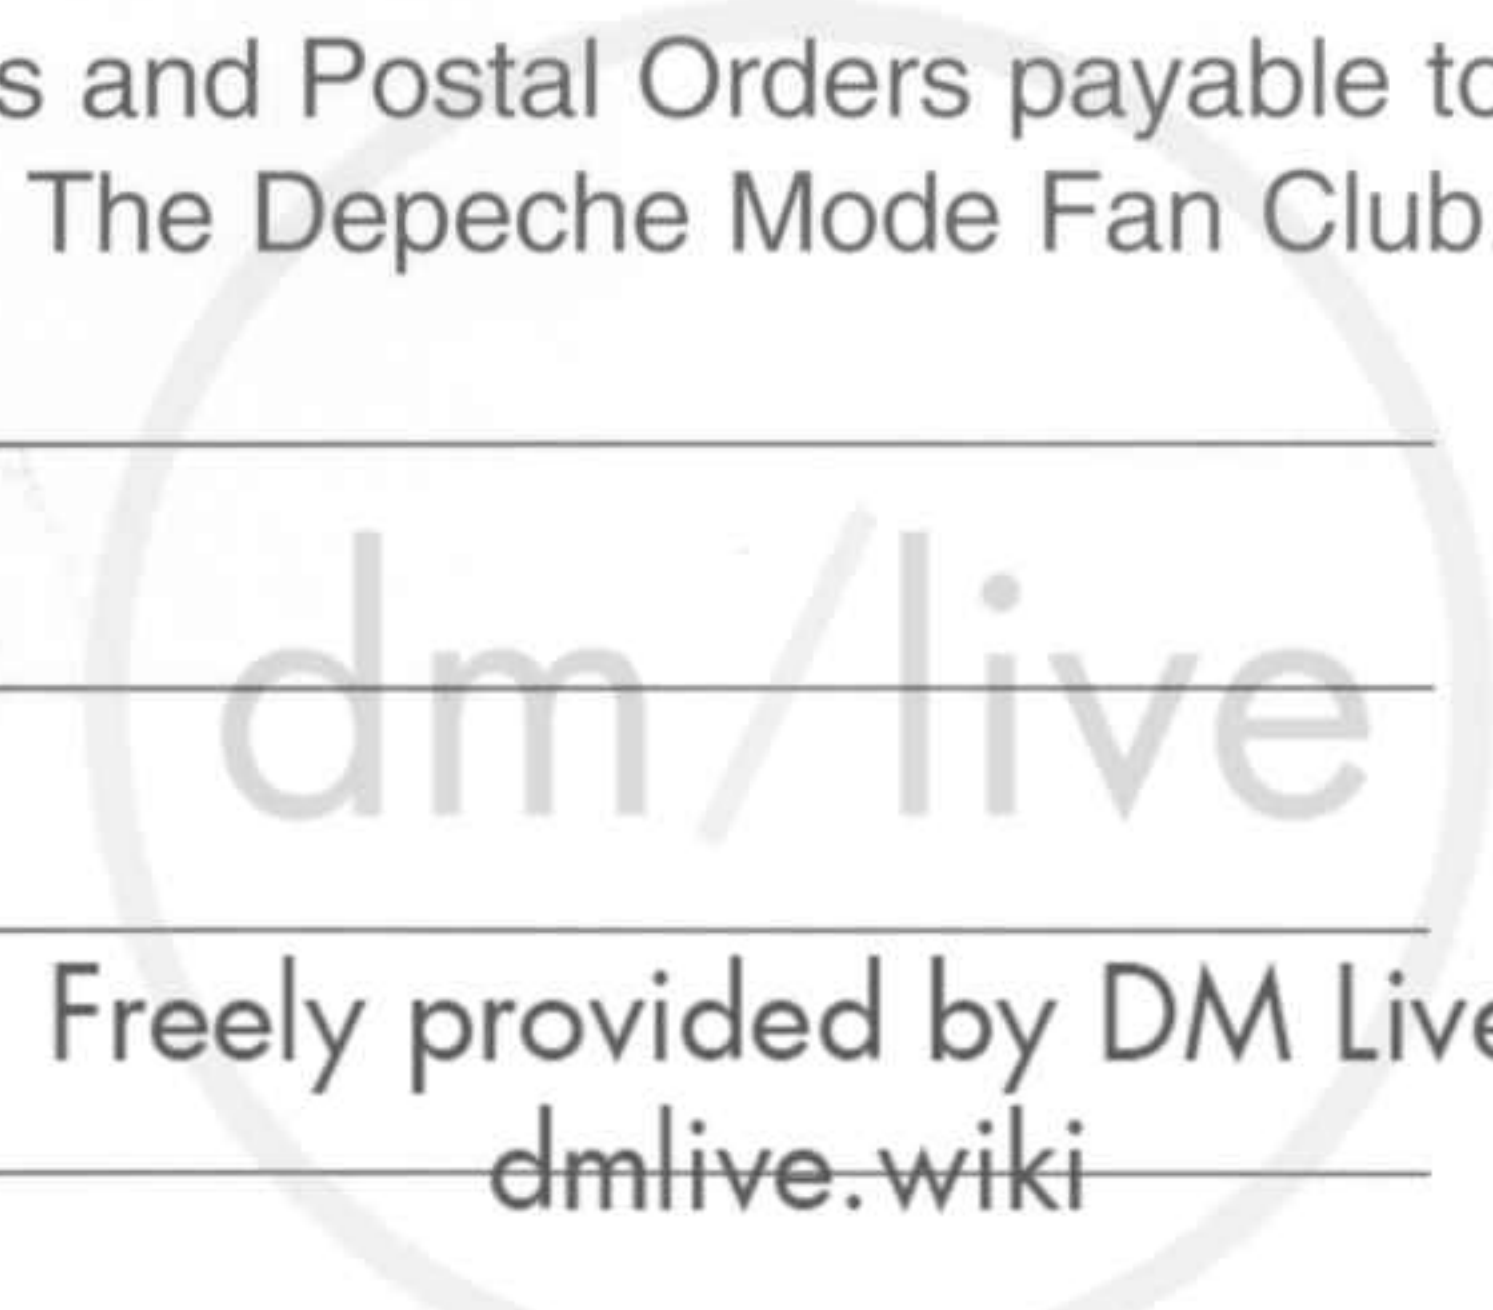 s and Postal Orders payable to
The Depeche Mode Fan Club.
dm/live
Freely provided by DM Live
dmlive.wiki